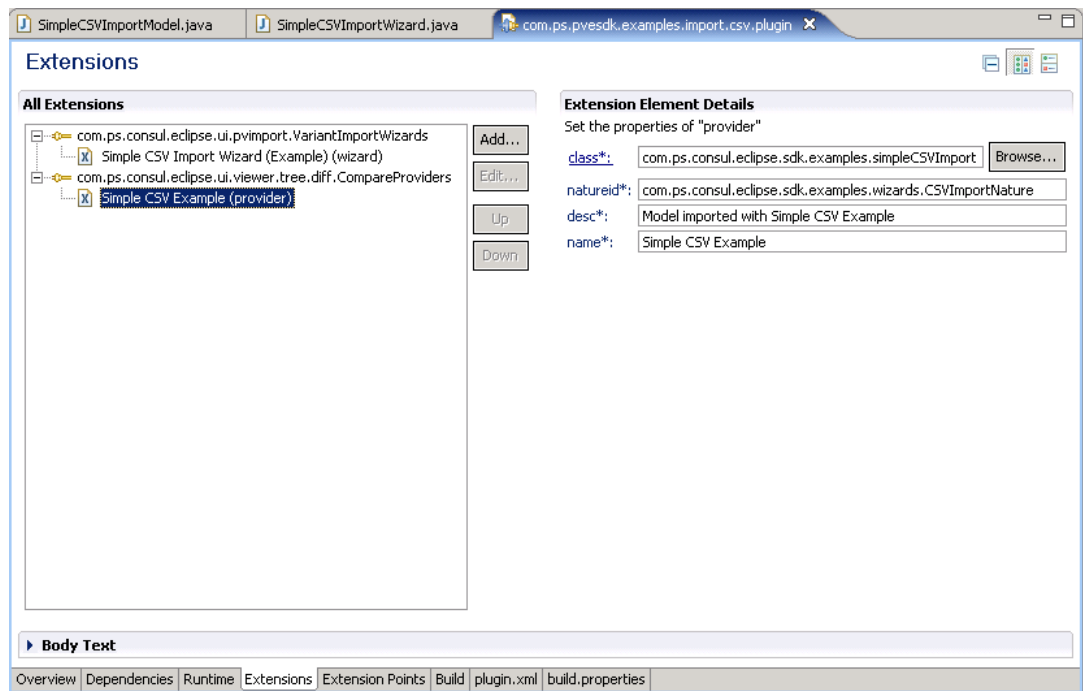 SimpleCSVImportModel.java SimpleCSVImportWizard.java com.ps.pvesdk.examples.import.csv.plugin
Extensions
All Extensions
com.ps.consul.eclipse.ui.pvimport.VariantImportWizards
Simple CSV Import Wizard (Example) (wizard)
com.ps.consul.eclipse.ui.viewer.tree.diff.CompareProviders
Simple CSV Example (provider)
Add...
Edit...
Up
Down
Extension Element Details
Set the properties of "provider"
class*: com.ps.consul.eclipse.sdk.examples.simpleCSVImport Browse...
natureid*: com.ps.consul.eclipse.sdk.examples.wizards.CSVImportNature
desc*: Model imported with Simple CSV Example
name*: Simple CSV Example
Body Text
Overview Dependencies Runtime Extensions Extension Points Build plugin.xml build.properties